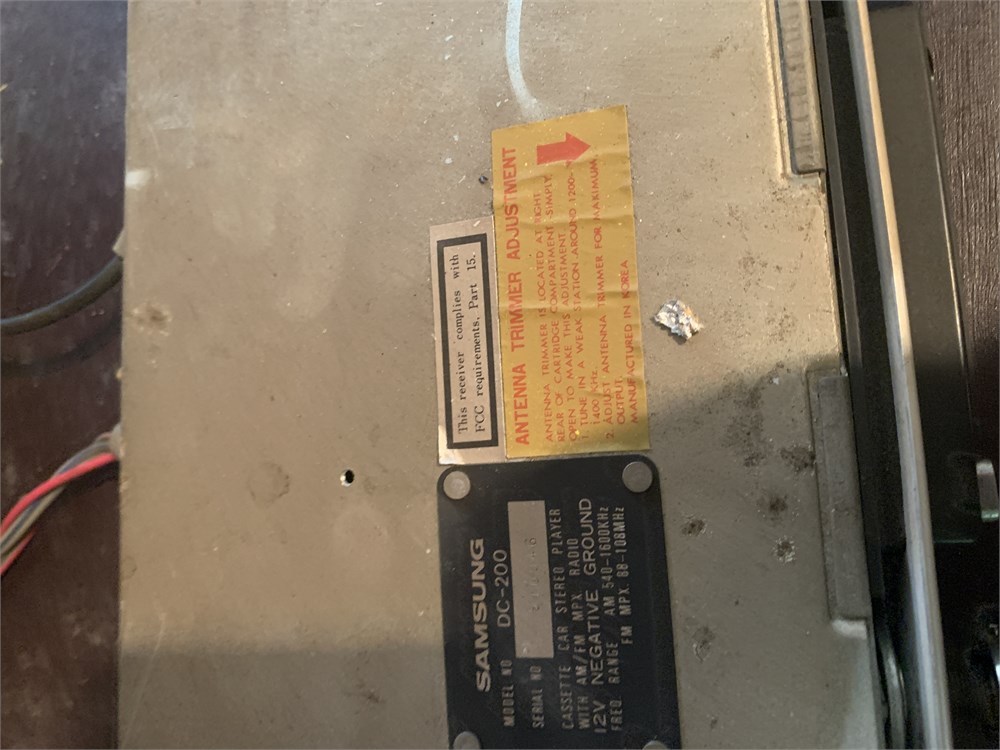 This receiver complies with
FCC requirements, Part 15.
ANTENNA TRIMMER ADJUSTMENT
ANTENNA TRIMMER IS LOCATED AT RIGHT
REAR OF CARTRIDGE COMPARTMENT. SIMPLY
OPEN TO MAKE THIS ADJUSTMENT
1. TUNE IN A WEAK STATION AROUND 1200~
1400 KHz.
2. ADJUST ANTENNA TRIMMER FOR MAXIMUM
OUTPUT.
MANUFACTURED IN KOREA
SAMSUNG
MODEL NO DC-200
SERIAL NO
CASSETTE CAR STEREO PLAYER
WITH AM/FM MPX RADIO
12V NEGATIVE GROUND
FREQ. RANGE/ AM 540-1600KHz
FM MPX. 88-108MHz